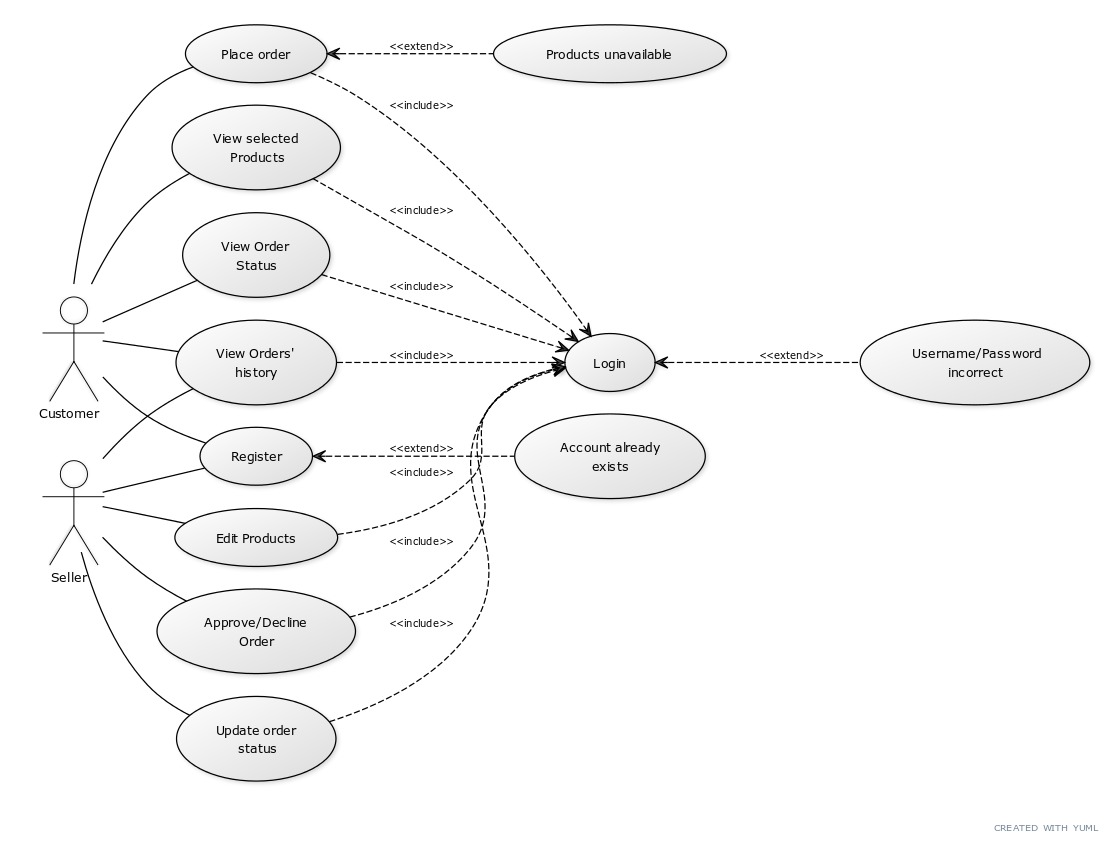 Place order
<<extend>>
Products unavailable
<<include>>
View selected
Products
<<include>>
View Order
Status
<<include>>
View Orders'
history
<<include>>
Login
<<extend>>
Username/Password
incorrect
Customer
Register
<<extend>>
Account already
exists
<<include>>
Edit Products
<<include>>
Seller
Approve/Decline
Order
<<include>>
Update order
status
CREATED WITH YUML